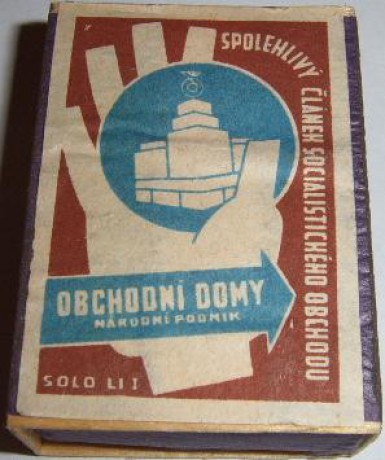 SPOLEHLIVÝ ČLÁNEK SOCIALISTICKÉHO OBCHODU
OBCHODNÍ DOMY
NÁRODNÍ PODNIK
SOLO LI I